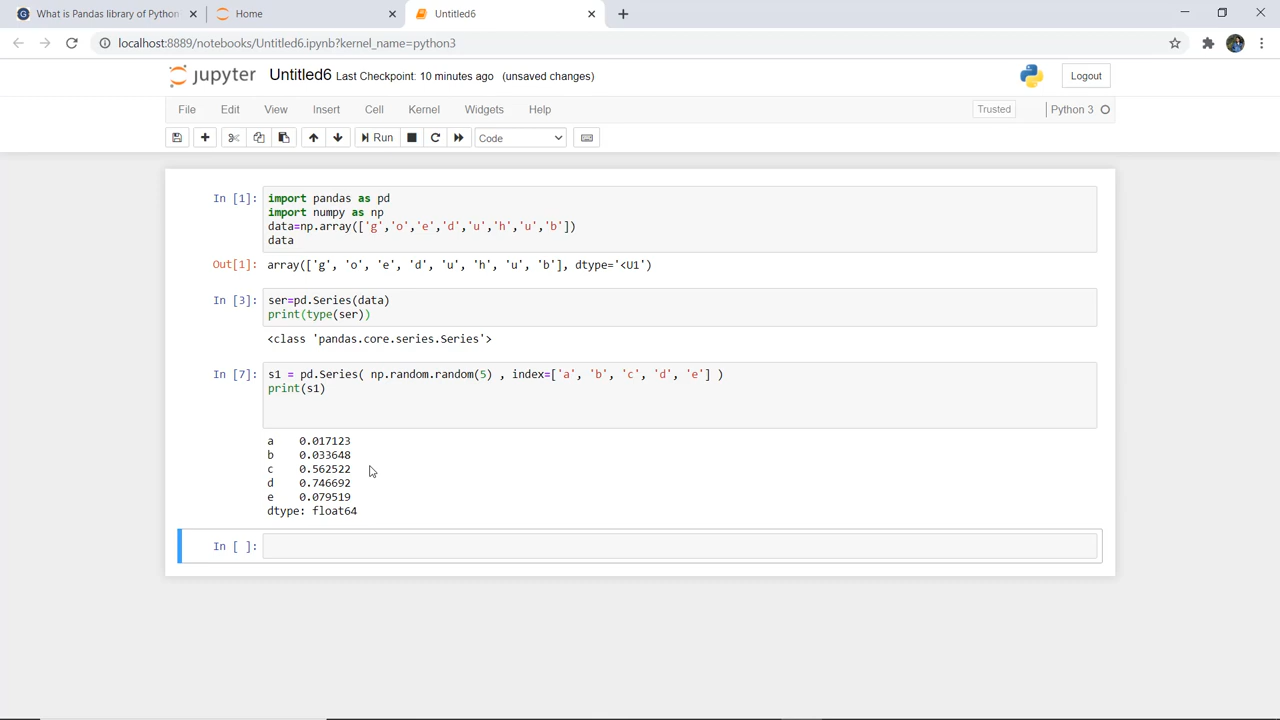 What is Pandas library of Python
Home
Untitled6
localhost:8889/notebooks/Untitled6.ipynb?kernel_name=python3
jupyter Untitled6 Last Checkpoint: 10 minutes ago (unsaved changes) Logout
File Edit View Insert Cell Kernel Widgets Help Trusted Python 3
Run Code
In [1]: import pandas as pd
import numpy as np
data=np.array(['g','o','e','d','u','h','u','b'])
data
Out[1]: array(['g', 'o', 'e', 'd', 'u', 'h', 'u', 'b'], dtype='<U1')
In [3]: ser=pd.Series(data)
print(type(ser))
<class 'pandas.core.series.Series'>
In [7]: s1 = pd.Series( np.random.random(5) , index=['a', 'b', 'c', 'd', 'e'] )
print(s1)
a 0.017123
b 0.033648
c 0.562522
d 0.746692
e 0.079519
dtype: float64
In [ ]: